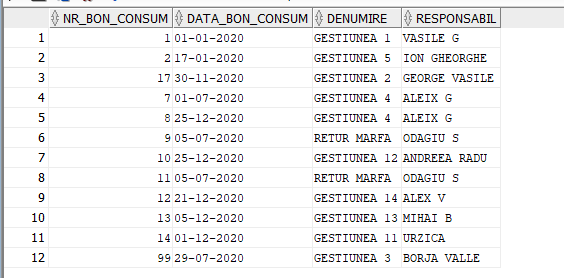 NR_BON_CONSUM DATA_BON_CONSUM DENUMIRE RESPONSABIL
1 1 01-01-2020 GESTIUNEA 1 VASILE G
2 2 17-01-2020 GESTIUNEA 5 ION GHEORGHE
3 17 30-11-2020 GESTIUNEA 2 GEORGE VASILE
4 7 01-07-2020 GESTIUNEA 4 ALEIX G
5 8 25-12-2020 GESTIUNEA 4 ALEIX G
6 9 05-07-2020 RETUR MARFA ODAGIU S
7 10 25-12-2020 GESTIUNEA 12 ANDREEA RADU
8 11 05-07-2020 RETUR MARFA ODAGIU S
9 12 21-12-2020 GESTIUNEA 14 ALEX V
10 13 05-12-2020 GESTIUNEA 13 MIHAI B
11 14 01-12-2020 GESTIUNEA 11 URZICA
12 99 29-07-2020 GESTIUNEA 3 BORJA VALLE